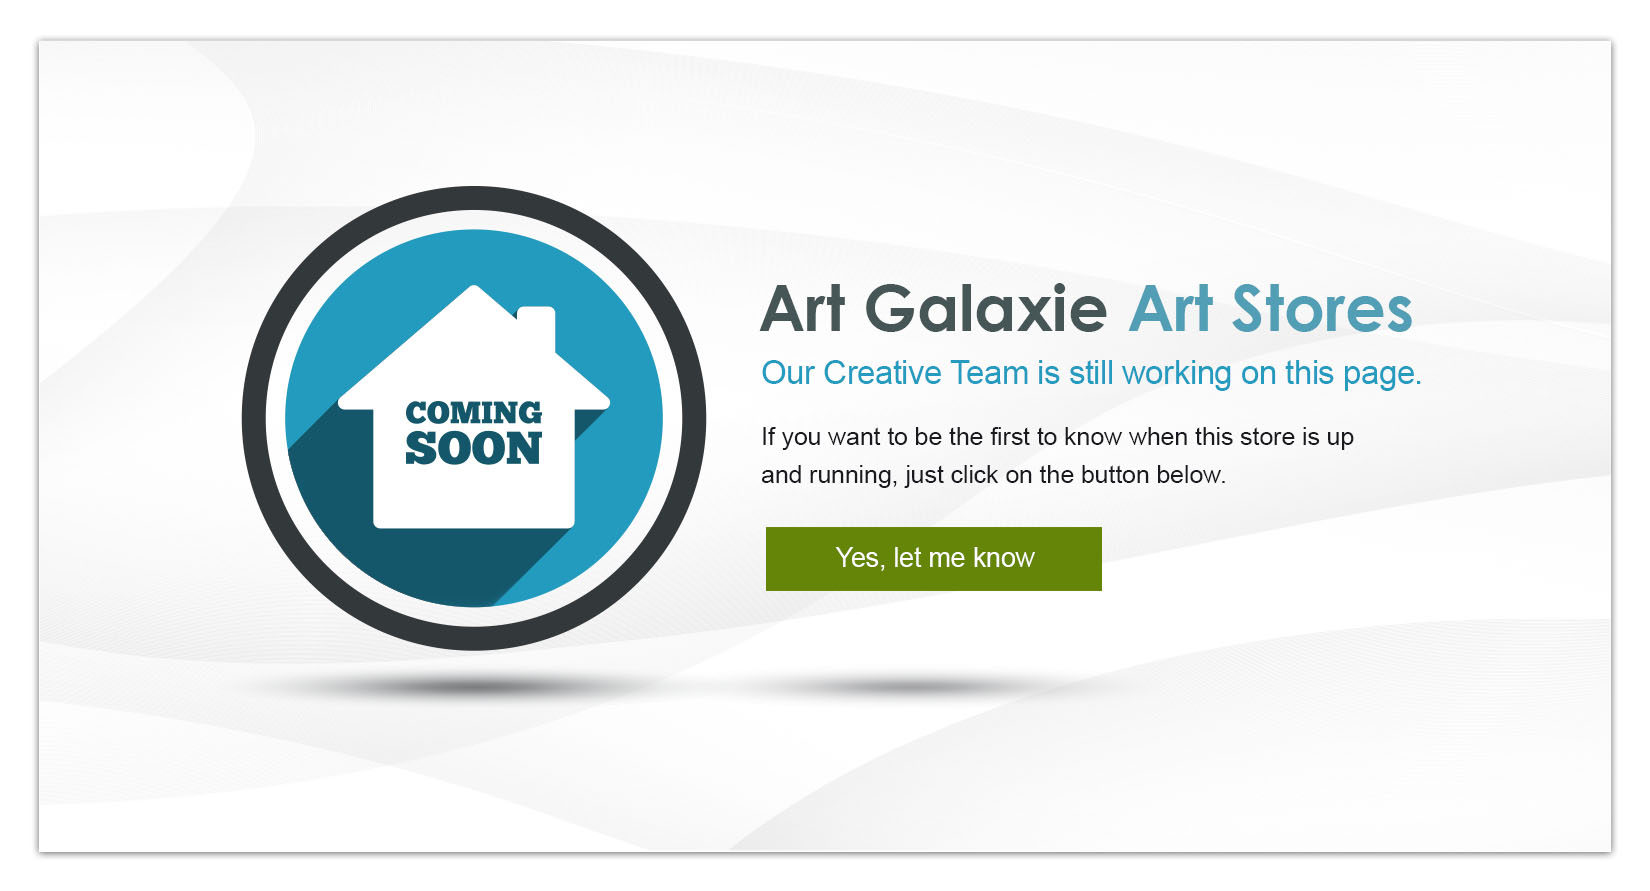 COMING
SOON
Art Galaxie Art Stores
Our Creative Team is still working on this page.
If you want to be the first to know when this store is up
and running, just click on the button below.
Yes, let me know